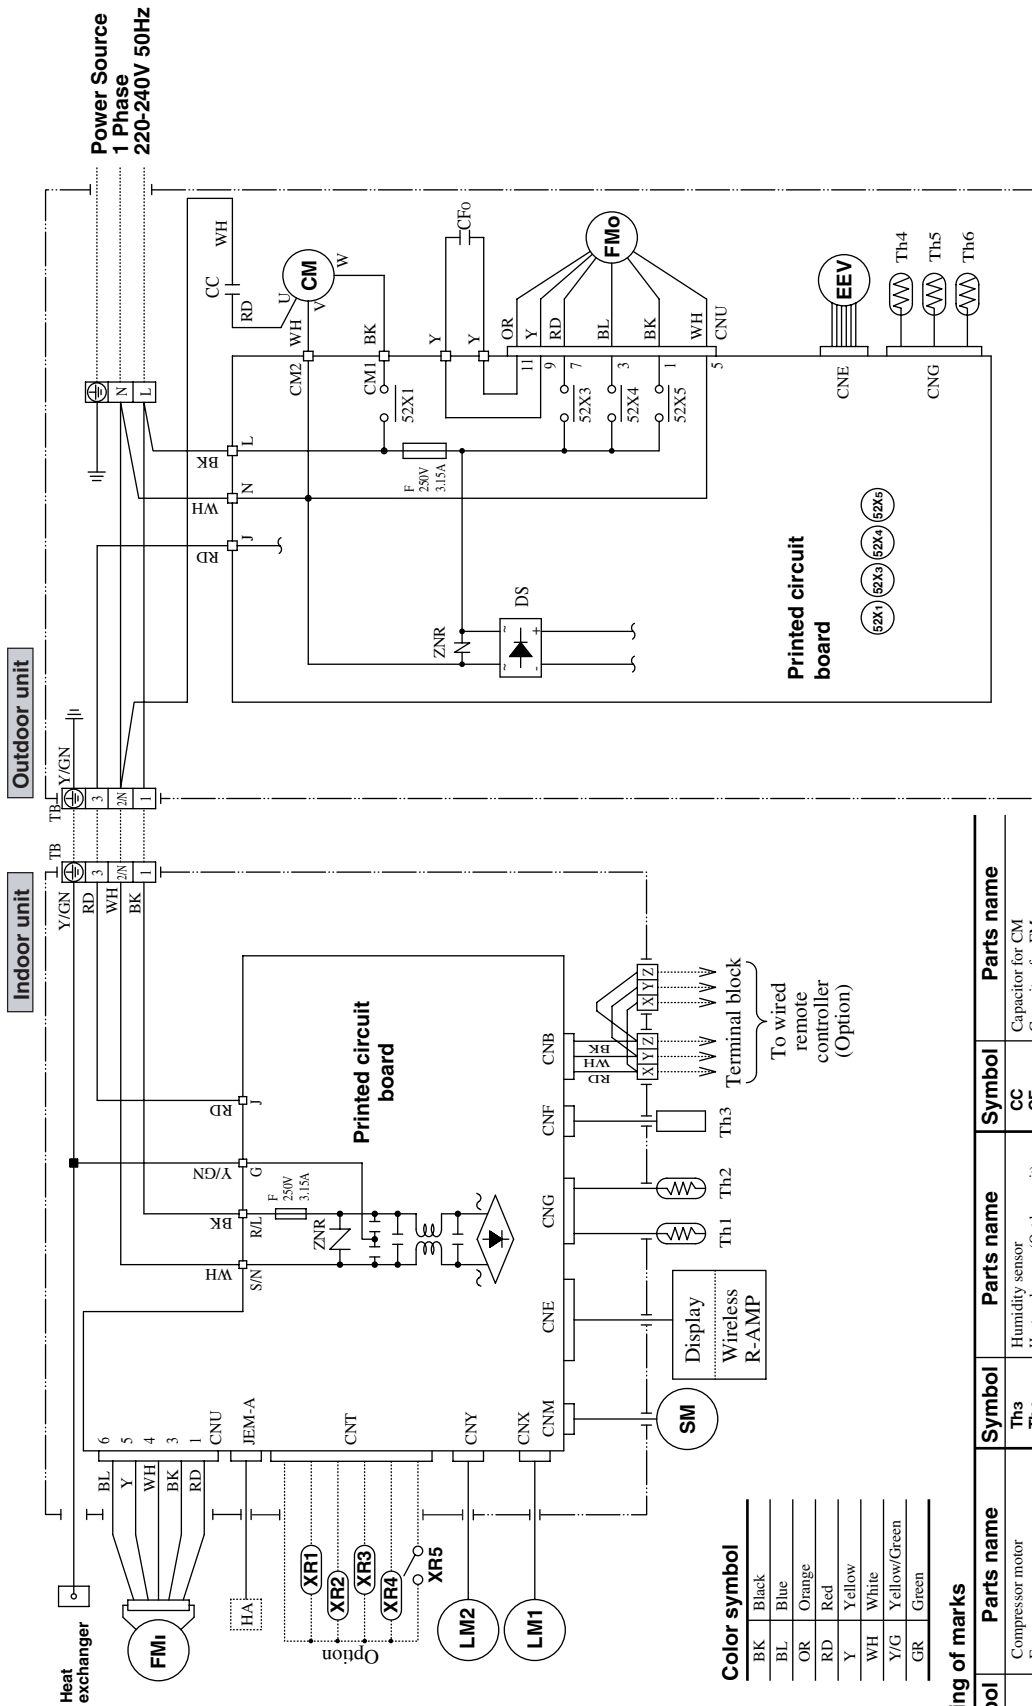 Indoor unit
Outdoor unit
Power Source
1 Phase
220-240V 50Hz
Heat
exchanger
Y/GN
RD
WH
BK
TB
3
2/N
1
TB
Y/GN
3
2/N
1
N
L
WH
CC
RD
U
V
W
CM
WH
CM2
BK
CM1
52X1
Y
Y
CFo
OR
Y
RD
BL
BK
WH
CNU
11
9
7
3
1
5
52X3
52X4
52X5
FMo
EEV
CNE
Th4
Th5
Th6
CNG
BK
L
WH
N
RD
J
F
250V
3.15A
ZNR
DS
~
~
-
+
Printed circuit
board
52X1
52X3
52X4
52X5
FMI
BL
Y
WH
BK
RD
6
5
4
3
1
CNU
HA
JEM-A
Option
XR1
XR2
XR3
XR4
XR5
CNT
LM2
CNY
LM1
CNX
CNM
SM
WH
S/N
BK
R/L
Y/GN
G
RD
J
F
250V
3.15A
ZNR
Printed circuit
board
CNE
Display
Wireless
R-AMP
CNG
Th1
Th2
CNF
Th3
CNB
RD
WH
BK
X
Y
Z
X
Y
Z
Terminal block
To wired
remote
controller
(Option)
Color symbol
BK Black
BL Blue
OR Orange
RD Red
Y Yellow
WH White
Y/G Yellow/Green
GR Green
ing of marks
bol Parts name Symbol Parts name Symbol Parts name
Compressor motor Th3 Humidity sensor CC Capacitor for CM